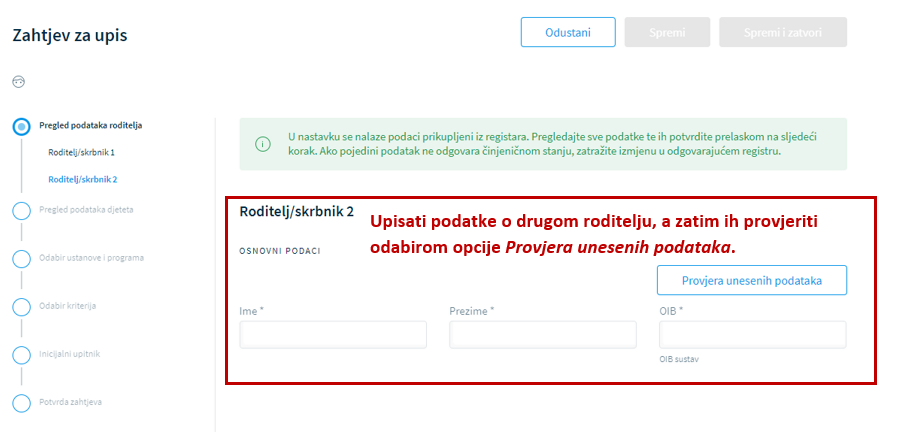 Zahtjev za upis
Odustani
Spremi
Spremi i zatvori
Pregled podataka roditelja
Roditelj/skrbnik 1
Roditelj/skrbnik 2
Pregled podataka djeteta
Odabir ustanove i programa
Odabir kriterija
Inicijalni upitnik
Potvrda zahtjeva
U nastavku se nalaze podaci prikupljeni iz registara. Pregledajte sve podatke te ih potvrdite prelaskom na sljedeći
korak. Ako pojedini podatak ne odgovara činjeničnom stanju, zatražite izmjenu u odgovarajućem registru.
Roditelj/skrbnik 2
Upisati podatke o drugom roditelju, a zatim ih provjeriti
odabirom opcije Provjera unesenih podataka.
OSNOVNI PODACI
Provjera unesenih podataka
Ime *
Prezime *
OIB *
OIB sustav